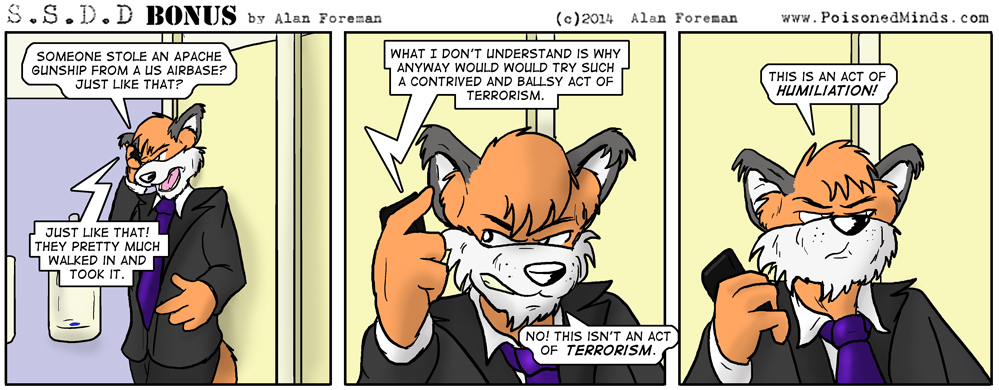 S.S.D.D BONUS by Alan Foreman (c)2014 Alan Foreman www.PoisonedMinds.com
SOMEONE STOLE AN APACHE
GUNSHIP FROM A US AIRBASE?
JUST LIKE THAT?
JUST LIKE THAT!
THEY PRETTY MUCH
WALKED IN AND
TOOK IT.
WHAT I DON'T UNDERSTAND IS WHY
ANYWAY WOULD WOULD TRY SUCH
A CONTRIVED AND BALLSY ACT OF
TERRORISM.
NO! THIS ISN'T AN ACT
OF TERRORISM.
THIS IS AN ACT OF
HUMILIATION!